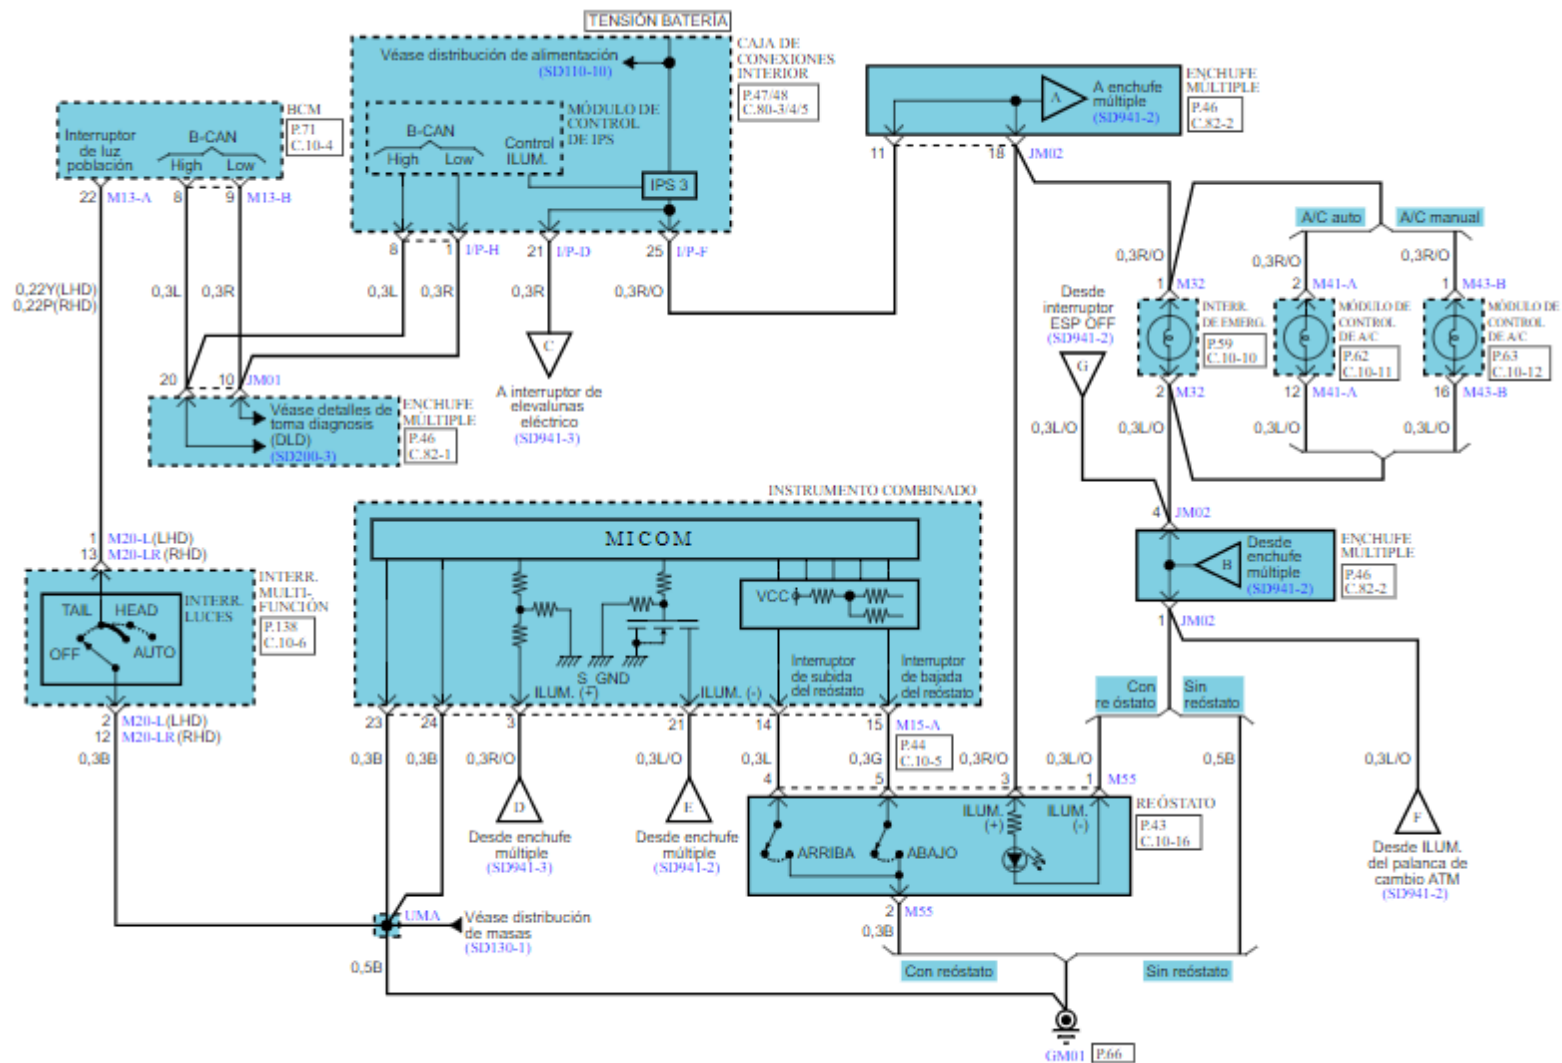 TENSIÓN BATERÍA
Véase distribución de alimentación
(SD110-10)
CAJA DE
CONEXIONES
INTERIOR
P.47/48
C.80-3/4/5
MÓDULO DE
CONTROL
DE IPS
B-CAN
High
Low
Control
ILUM.
IPS 3
8
1
I/P-H
21
I/P-D
25
I/P-F
0,3L
0,3R
0,3R
0,3R/O
BCM
P.71
C.10-4
Interruptor
de luz
población
B-CAN
High
Low
22
M13-A
8
9
M13-B
0,22Y(LHD)
0,22P(RHD)
0,3L
0,3R
20
10
JM01
Véase detalles de
toma diagnosis
(DLD)
(SD200-3)
ENCHUFE
MÚLTIPLE
P.46
C.82-1
C
A interruptor de
elevalunas
eléctrico
(SD941-3)
A
A enchufe
múltiple
(SD941-2)
ENCHUFE
MÚLTIPLE
P.46
C.82-2
11
18
JM02
A/C auto
A/C manual
0,3R/O
0,3R/O
0,3R/O
1
M32
2
M41-A
1
M43-B
Desde
interruptor
ESP OFF
(SD941-2)
G
INTERR.
DE EMERG.
P.59
C.10-10
MÓDULO DE
CONTROL
DE A/C
P.62
C.10-11
MÓDULO DE
CONTROL
DE A/C
P.63
C.10-12
2
M32
12
M41-A
16
M43-B
0,3L/O
0,3L/O
0,3L/O
0,3L/O
4
JM02
B
Desde
enchufe
múltiple
(SD941-2)
ENCHUFE
MÚLTIPLE
P.46
C.82-2
1
JM02
1
M20-L(LHD)
13
M20-LR(RHD)
INTERR.
MULTI-
FUNCIÓN
P.138
C.10-6
INTERR.
LUCES
TAIL
HEAD
OFF
AUTO
2
M20-L(LHD)
12
M20-LR(RHD)
0,3B
INSTRUMENTO COMBINADO
MICOM
VCC
S_GND
ILUM. (+)
ILUM. (-)
Interruptor
de subida
del reóstato
Interruptor
de bajada
del reóstato
23
24
3
21
14
15
M15-A
P.44
C.10-5
0,3B
0,3B
0,3R/O
0,3L/O
0,3L
0,3G
0,3R/O
0,3L/O
Con
re óstato
Sin
reóstato
0,5B
0,3L/O
D
Desde enchufe
múltiple
(SD941-3)
E
Desde enchufe
múltiple
(SD941-2)
4
5
3
1
M55
ARRIBA
ABAJO
ILUM.
(+)
ILUM.
(-)
REÓSTATO
P.43
C.10-16
F
Desde ILUM.
del palanca de
cambio ATM
(SD941-2)
2
M55
0,3B
UMA
Véase distribución
de masas
(SD130-1)
0,5B
Con reóstato
Sin reóstato
GM01
P.66